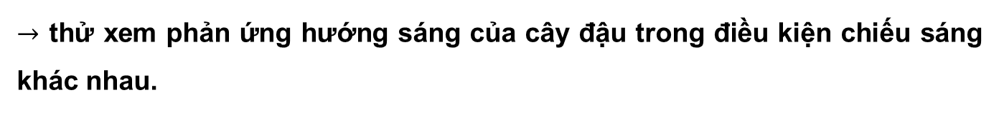 → thử xem phản ứng hướng sáng của cây đậu trong điều kiện chiếu sáng
khác nhau.